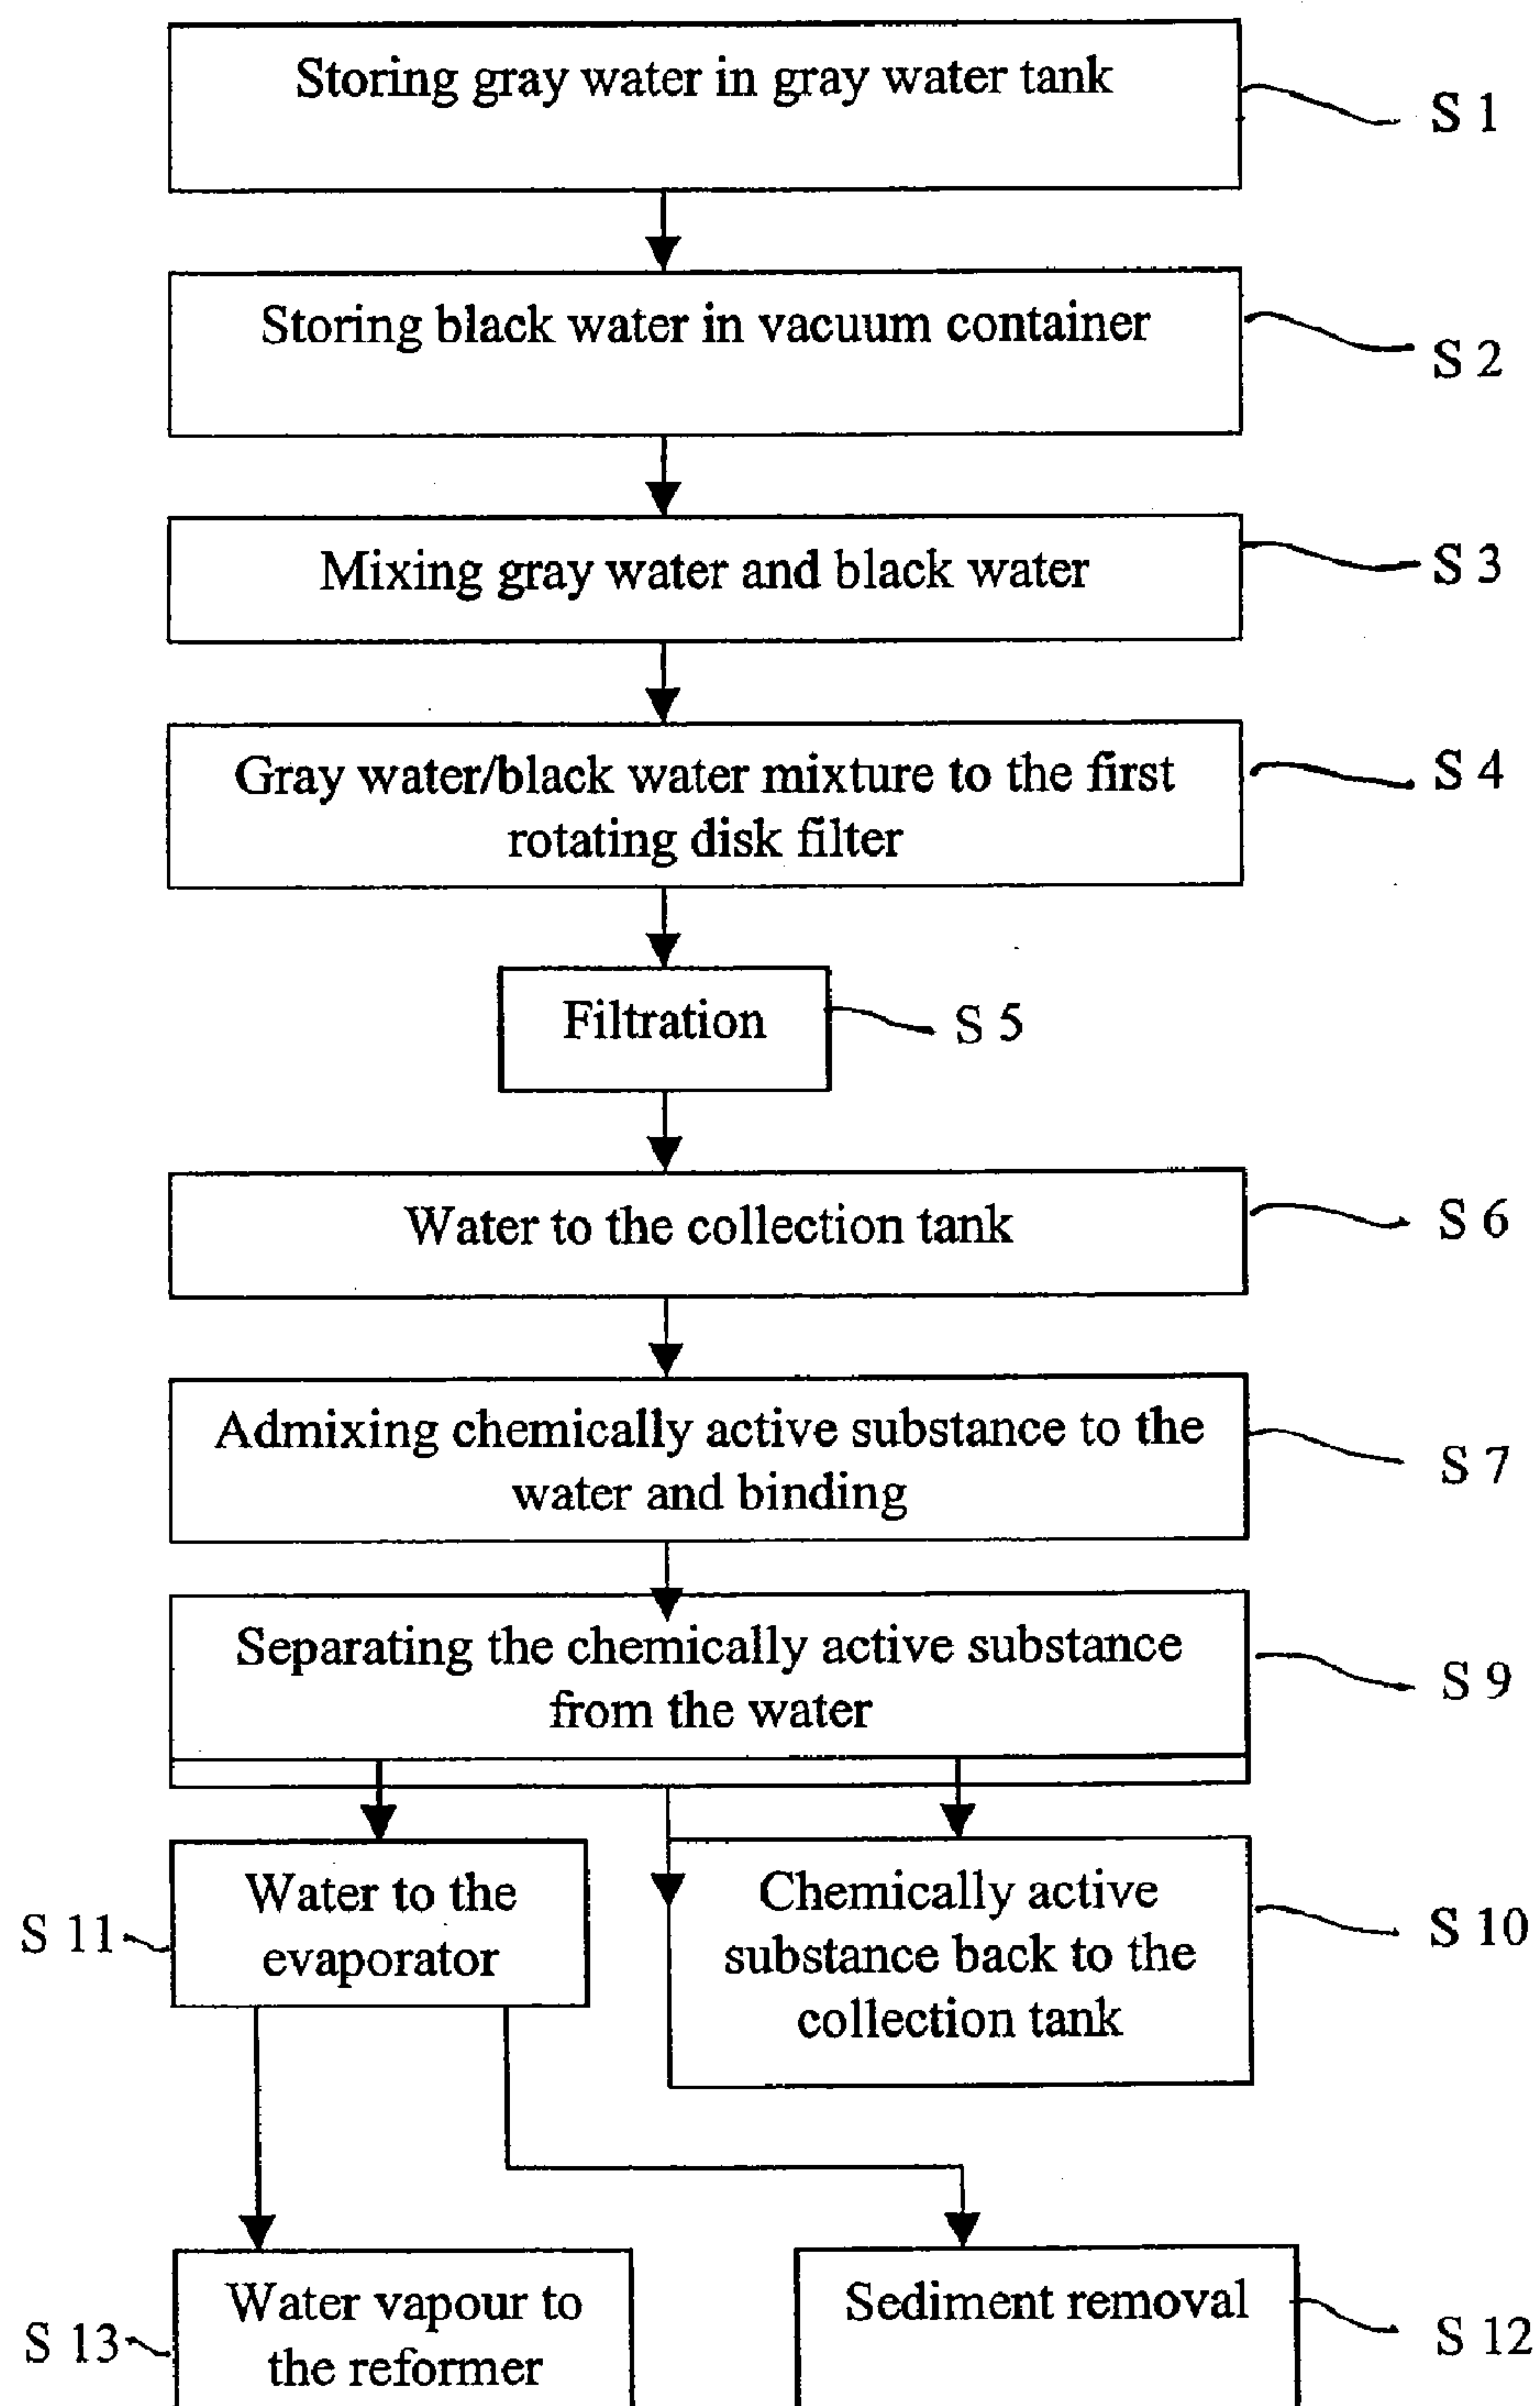 Storing gray water in gray water tank
S 1
Storing black water in vacuum container
S 2
Mixing gray water and black water
S 3
Gray water/black water mixture to the first
rotating disk filter
S 4
Filtration
S 5
Water to the collection tank
S 6
Admixing chemically active substance to the
water and binding
S 7
Separating the chemically active substance
from the water
S 9
Water to the
evaporator
S 11
Chemically active
substance back to the
collection tank
S 10
Water vapour to
the reformer
S 13
Sediment removal
S 12